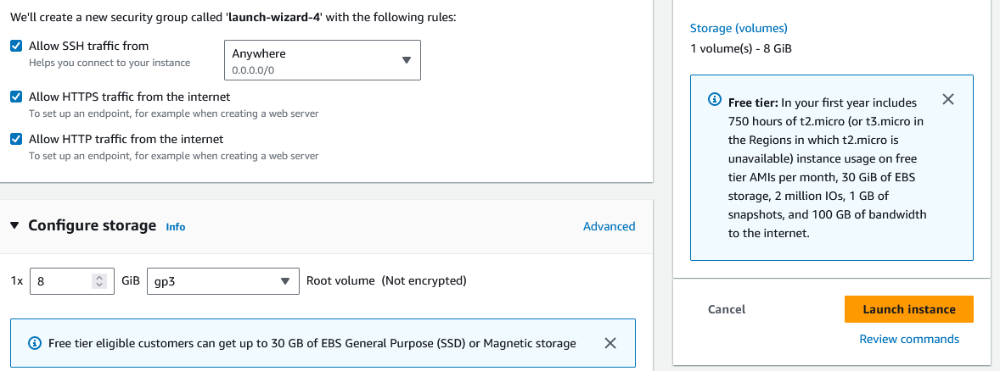 We'll create a new security group called 'launch-wizard-4' with the following rules:
Allow SSH traffic from
Helps you connect to your instance
Anywhere
0.0.0.0/0
Allow HTTPS traffic from the internet
To set up an endpoint, for example when creating a web server
Allow HTTP traffic from the internet
To set up an endpoint, for example when creating a web server
Configure storage Info
Advanced
1x 8 GiB gp3 Root volume (Not encrypted)
Free tier eligible customers can get up to 30 GB of EBS General Purpose (SSD) or Magnetic storage
Storage (volumes)
1 volume(s) - 8 GiB
Free tier: In your first year includes
750 hours of t2.micro (or t3.micro in
the Regions in which t2.micro is
unavailable) instance usage on free
tier AMIs per month, 30 GiB of EBS
storage, 2 million IOs, 1 GB of
snapshots, and 100 GB of bandwidth
to the internet.
Cancel
Launch instance
Review commands